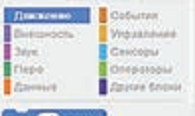 Движение
События
Внешность
Управление
Звук
Сенсоры
Перо
Операторы
Данные
Другие блоки